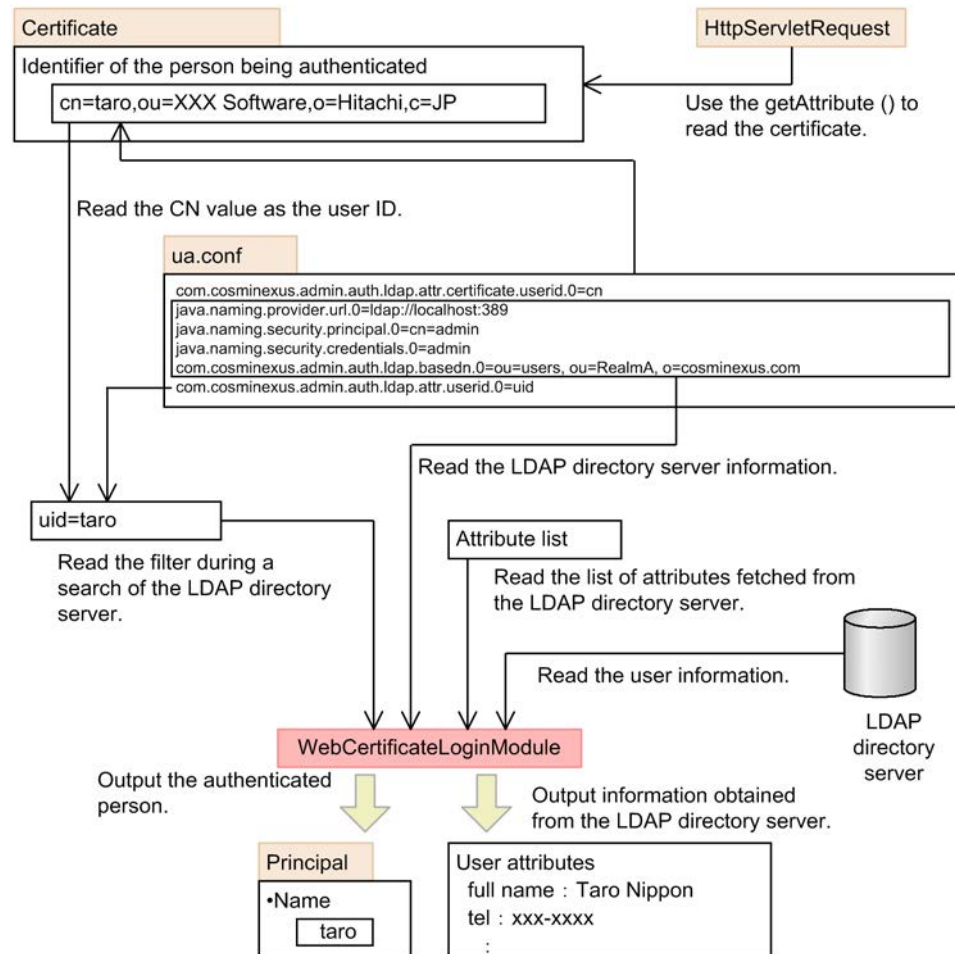 Certificate
HttpServletRequest
Identifier of the person being authenticated
cn=taro,ou=XXX Software,o=Hitachi,c=JP
Use the getAttribute () to
read the certificate.
Read the CN value as the user ID.
ua.conf
com.cosminexus.admin.auth.ldap.attr.certificate.userid.0=cn
java.naming.provider.url.0=ldap://localhost:389
java.naming.security.principal.0=cn=admin
java.naming.security.credentials.0=admin
com.cosminexus.admin.auth.ldap.basedn.0=ou=users, ou=RealmA, o=cosminexus.com
com.cosminexus.admin.auth.ldap.attr.userid.0=uid
Read the LDAP directory server information.
uid=taro
Attribute list
Read the filter during a
search of the LDAP directory
server.
Read the list of attributes fetched from
the LDAP directory server.
Read the user information.
LDAP
directory
server
WebCertificateLoginModule
Output the authenticated
person.
Output information obtained
from the LDAP directory server.
Principal
•Name
taro
User attributes
full name : Taro Nippon
tel : xxx-xxxx
: